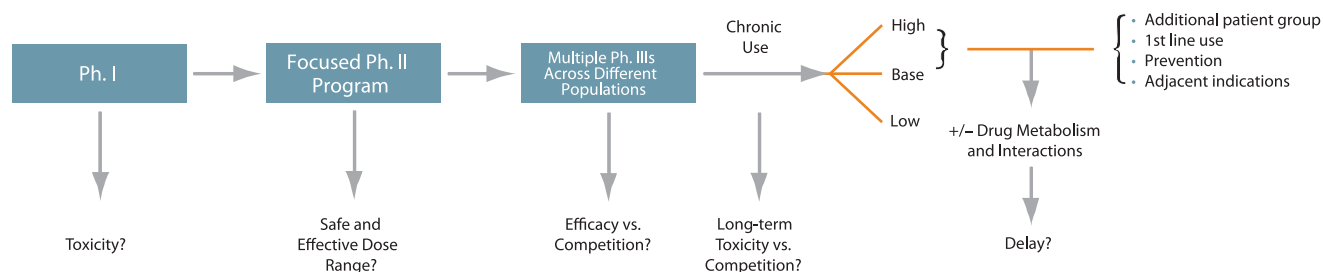 Ph. I
Focused Ph. II
Program
Multiple Ph. IIIs
Across Different
Populations
Chronic
Use
High
Base
Low
• Additional patient group
• 1st line use
• Prevention
• Adjacent indications
+/– Drug Metabolism
and Interactions
Toxicity?
Safe and
Effective Dose
Range?
Efficacy vs.
Competition?
Long-term
Toxicity vs.
Competition?
Delay?